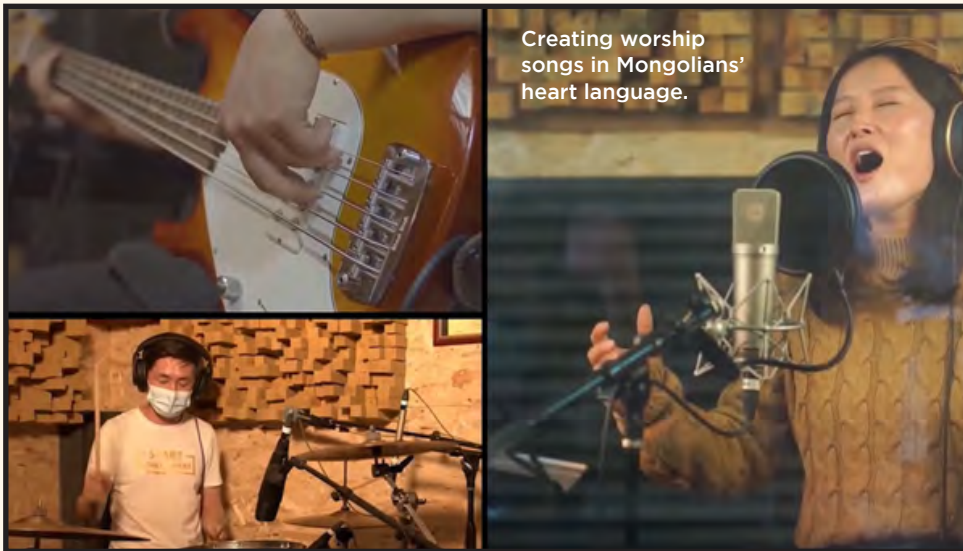 Creating worship
songs in Mongolians’
heart language.